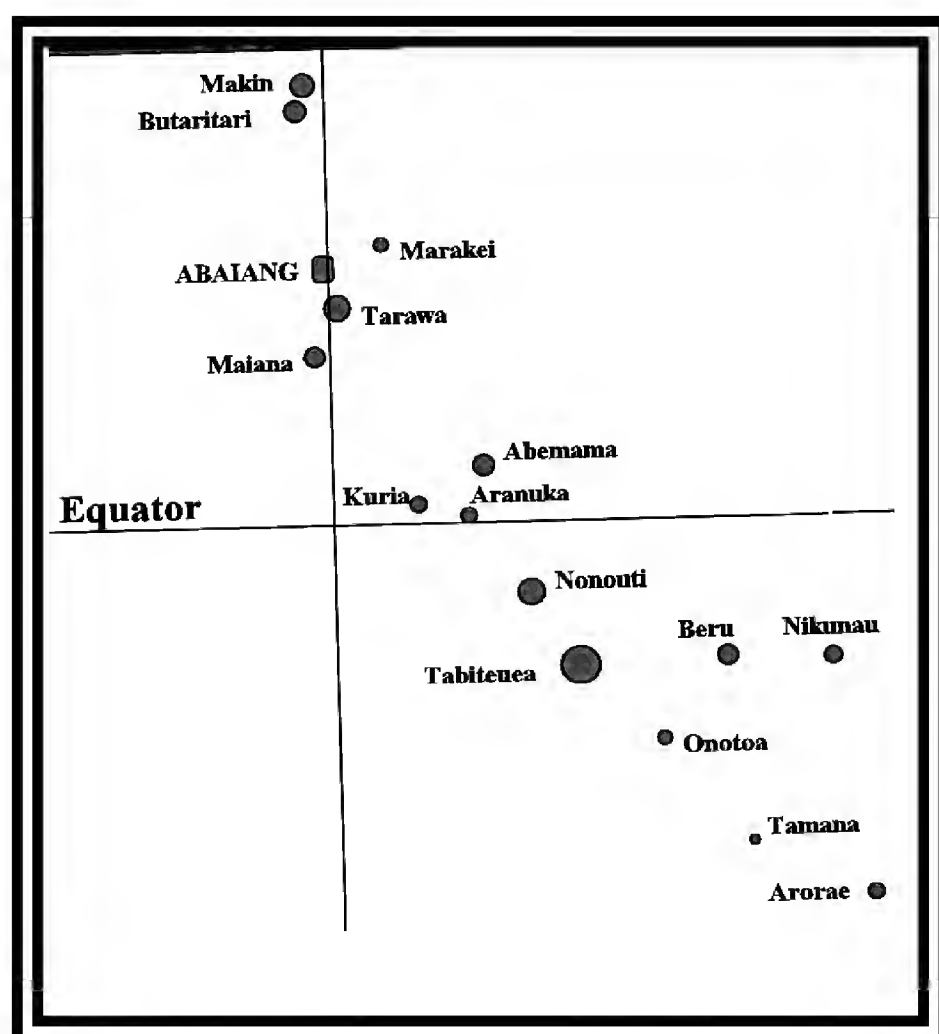 Makin
Butaritari
Marakei
ABAIANG
Tarawa
Maiana
Abemama
Kuria
Aranuka
Equator
Nonouti
Beru
Nikunau
Tabiteuea
Onotoa
Tamana
Arorae